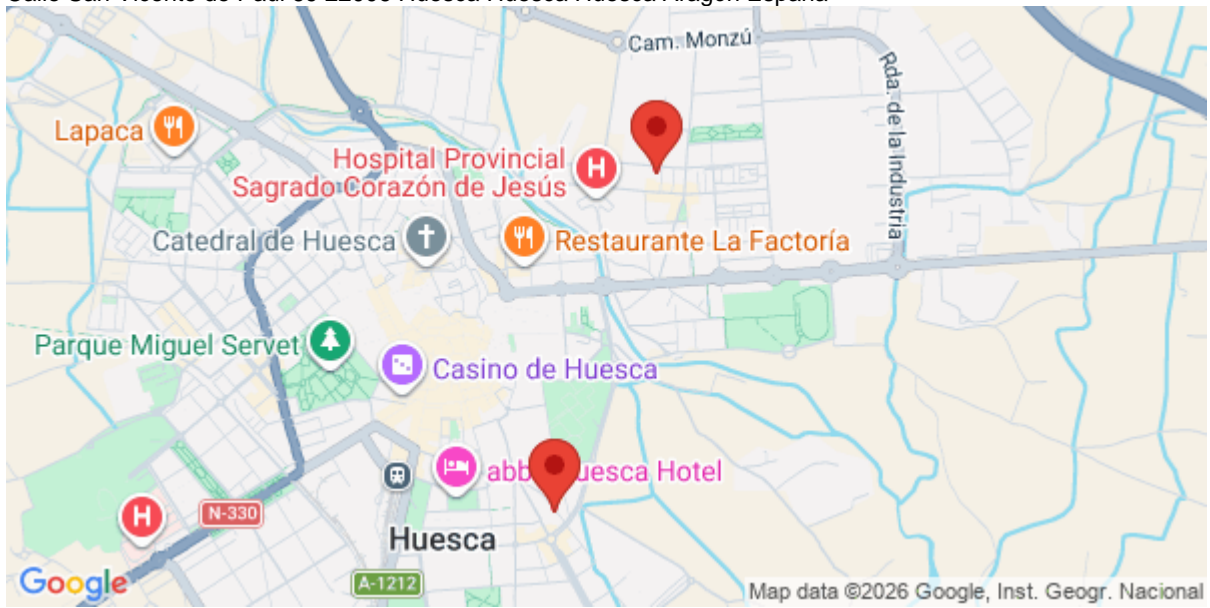 Cam. Monzú
Rda. de la Industria
Lapaca
Hospital Provincial
Sagrado Corazón de Jesús
H
Catedral de Huesca
Restaurante La Factoría
Parque Miguel Servet
Casino de Huesca
Huesca Hotel
H
N-330
Huesca
A-1212
Google
Map data ©2026 Google, Inst. Geogr. Nacional